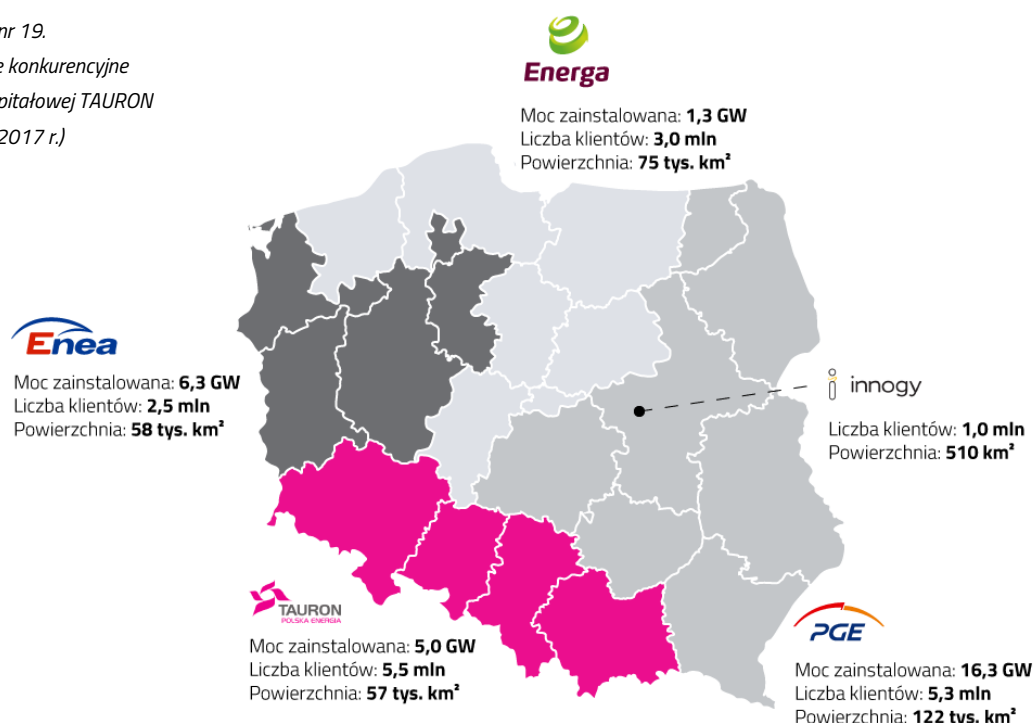 nr 19.
e konkurencyjne
pitałowej TAURON
2017 r.)
Energa
Moc zainstalowana: 1,3 GW
Liczba klientów: 3,0 mln
Powierzchnia: 75 tys. km²
Enea
Moc zainstalowana: 6,3 GW
Liczba klientów: 2,5 mln
Powierzchnia: 58 tys. km²
innogy
Liczba klientów: 1,0 mln
Powierzchnia: 510 km²
TAURON
POLSKA ENERGIA
Moc zainstalowana: 5,0 GW
Liczba klientów: 5,5 mln
Powierzchnia: 57 tys. km²
PGE
Moc zainstalowana: 16,3 GW
Liczba klientów: 5,3 mln
Powierzchnia: 122 tys. km²